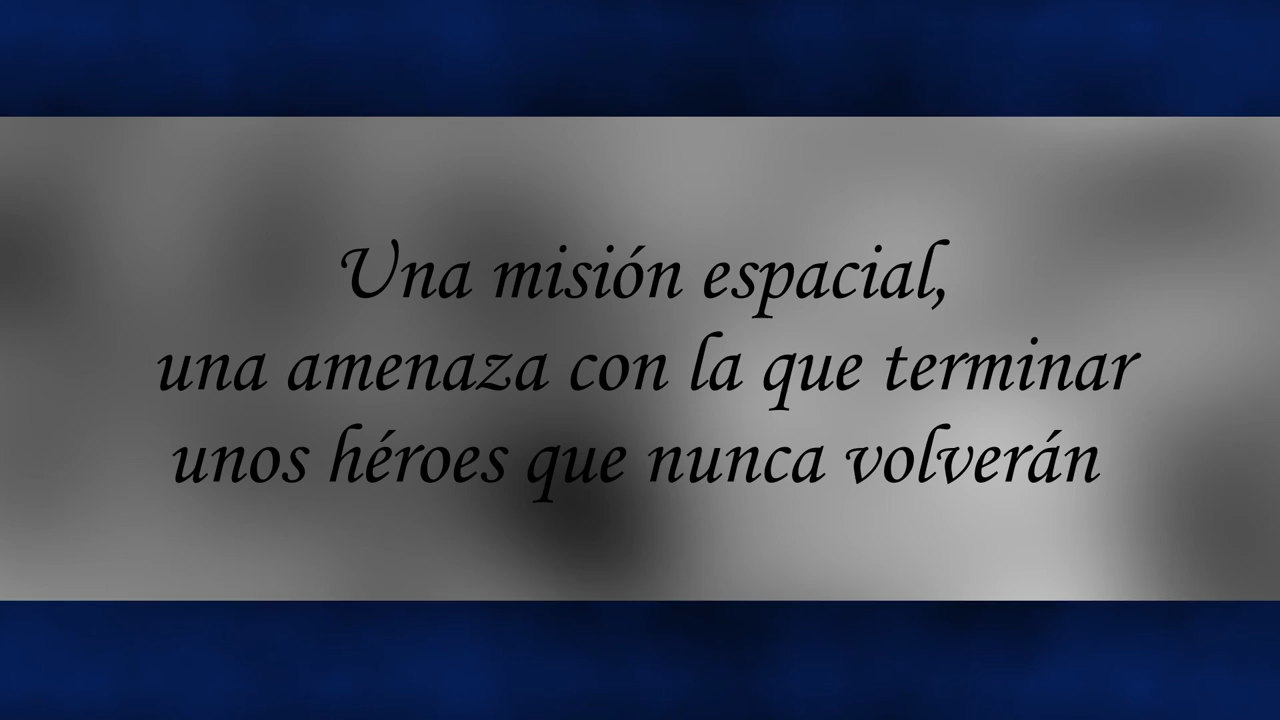 Una misión espacial,
una amenaza con la que terminar
unos héroes que nunca volverán